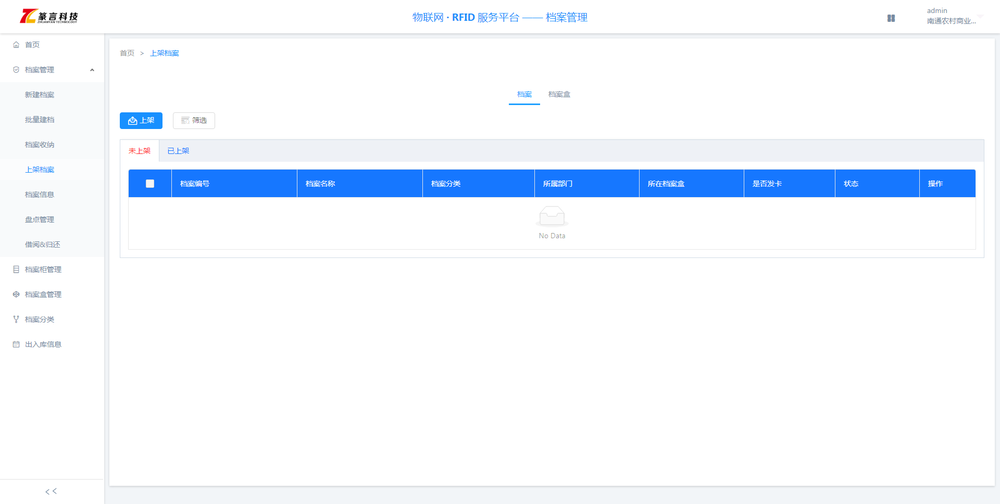 篆言科技
ZHUANYAN TECHNOLOGY
物联网 · RFID 服务平台 —— 档案管理
admin
南通农村商业...
首页
档案管理
新建档案
批量建档
档案收纳
上架档案
档案信息
盘点管理
借阅&归还
档案柜管理
档案盒管理
档案分类
出入库信息
<<
首页 > 上架档案
档案 档案盒
上架 筛选
未上架 已上架
档案编号 档案名称 档案分类 所属部门 所在档案盒 是否发卡 状态 操作
No Data